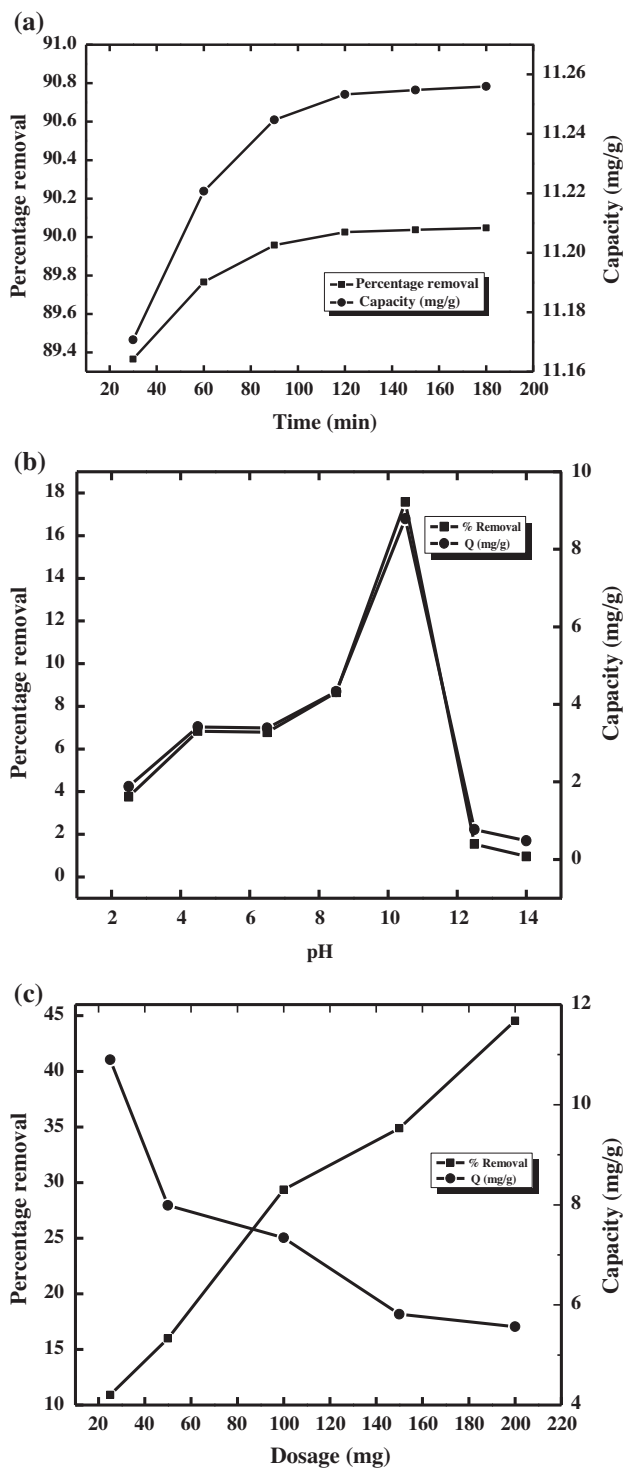 (a)
91.0
90.8
90.6
90.4
90.2
90.0
89.8
89.6
89.4
Percentage removal
11.26
11.24
11.22
11.20
11.18
11.16
Capacity (mg/g)
Percentage removal
Capacity (mg/g)
20 40 60 80 100 120 140 160 180 200
Time (min)
(b)
18
16
14
12
10
8
6
4
2
0
Percentage removal
10
8
6
4
2
0
Capacity (mg/g)
% Removal
Q (mg/g)
2 4 6 8 10 12 14
pH
(c)
45
40
35
30
25
20
15
10
Percentage removal
12
10
8
6
4
Capacity (mg/g)
% Removal
Q (mg/g)
20 40 60 80 100 120 140 160 180 200 220
Dosage (mg)